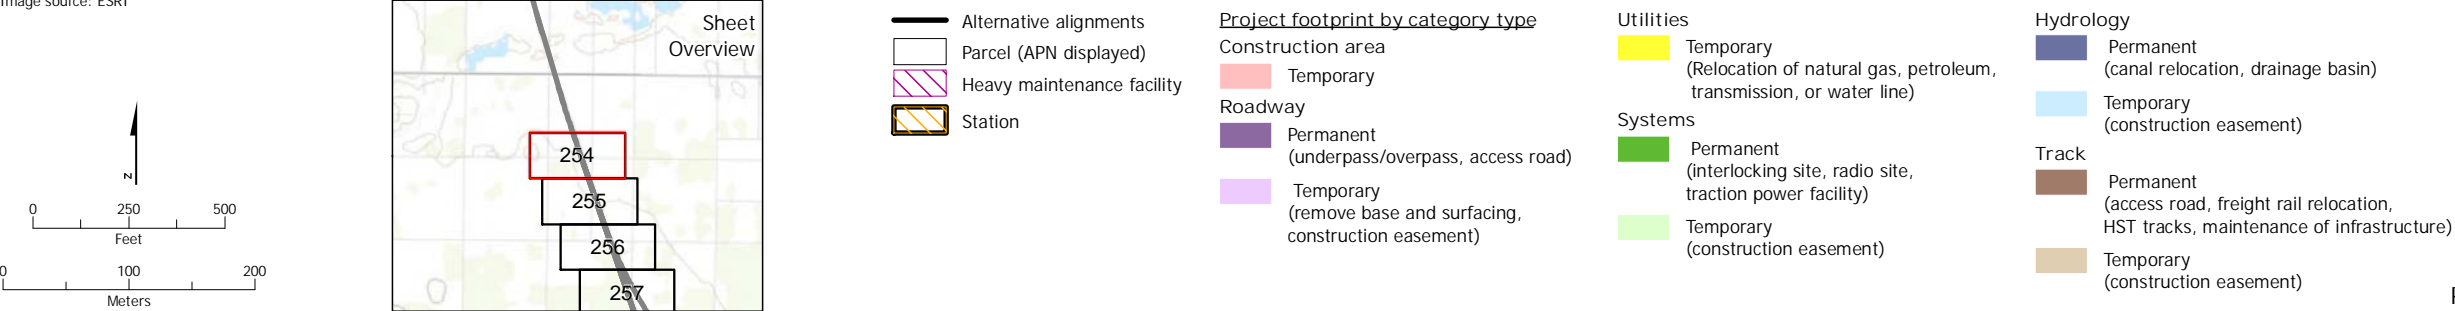 Image source: ESRI
N
0 250 500
Feet
0 100 200
Meters
Sheet
Overview
254
255
256
257
Alternative alignments
Parcel (APN displayed)
Heavy maintenance facility
Station
Project footprint by category type
Construction area
Temporary
Roadway
Permanent
(underpass/overpass, access road)
Temporary
(remove base and surfacing,
construction easement)
Utilities
Temporary
(Relocation of natural gas, petroleum,
transmission, or water line)
Systems
Permanent
(interlocking site, radio site,
traction power facility)
Temporary
(construction easement)
Hydrology
Permanent
(canal relocation, drainage basin)
Temporary
(construction easement)
Track
Permanent
(access road, freight rail relocation,
HST tracks, maintenance of infrastructure)
Temporary
(construction easement)